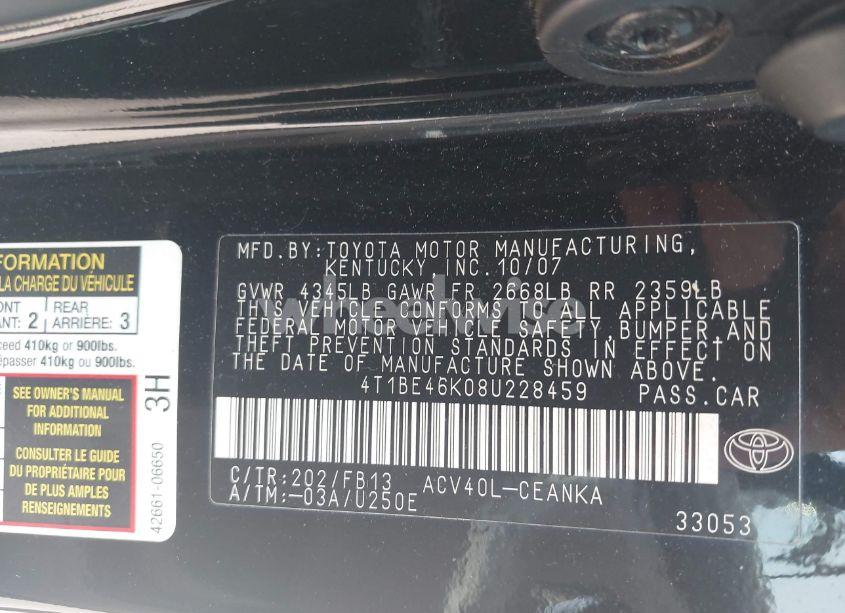 FORMATION
LA CHARGE DU VÉHICULE
ONT
ANT: 2
REAR
ARRIÈRE: 3
ceed 410kg or 900lbs.
épasser 410kg ou 900lbs.
SEE OWNER'S MANUAL
FOR ADDITIONAL
INFORMATION
CONSULTER LE GUIDE
DU PROPRIÉTAIRE POUR
DE PLUS AMPLES
RENSEIGNEMENTS
3H
42661-06650
MFD.BY:TOYOTA MOTOR MANUFACTURING,
KENTUCKY, INC.10/07
GVWR 4345LB GAWR FR 2668LB RR 2359LB
THIS VEHICLE CONFORMS TO ALL APPLICABLE
FEDERAL MOTOR VEHICLE SAFETY,BUMPER,AND
THEFT PREVENTION STANDARDS IN EFFECT ON
THE DATE OF MANUFACTURE SHOWN ABOVE.
4T1BE46K08U228459 PASS.CAR
C/TR:202/FB13 ACV40L-CEANKA
A/TM:-03A/U250E
33053